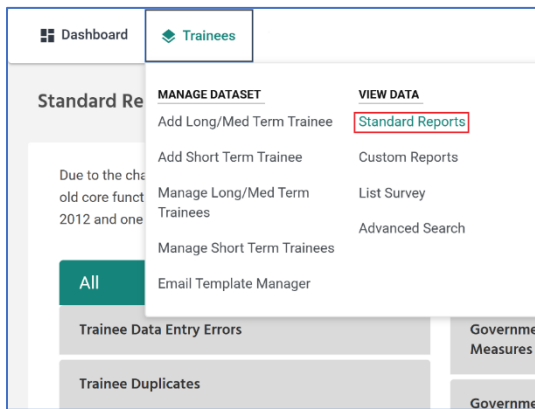 Dashboard
Trainees
MANAGE DATASET
Add Long/Med Term Trainee
Add Short Term Trainee
Manage Long/Med Term
Trainees
Manage Short Term Trainees
Email Template Manager
VIEW DATA
Standard Reports
Custom Reports
List Survey
Advanced Search
Standard Re
Due to the cha
old core funct
2012 and one
All
Trainee Data Entry Errors
Trainee Duplicates
Governme
Measures
Governme